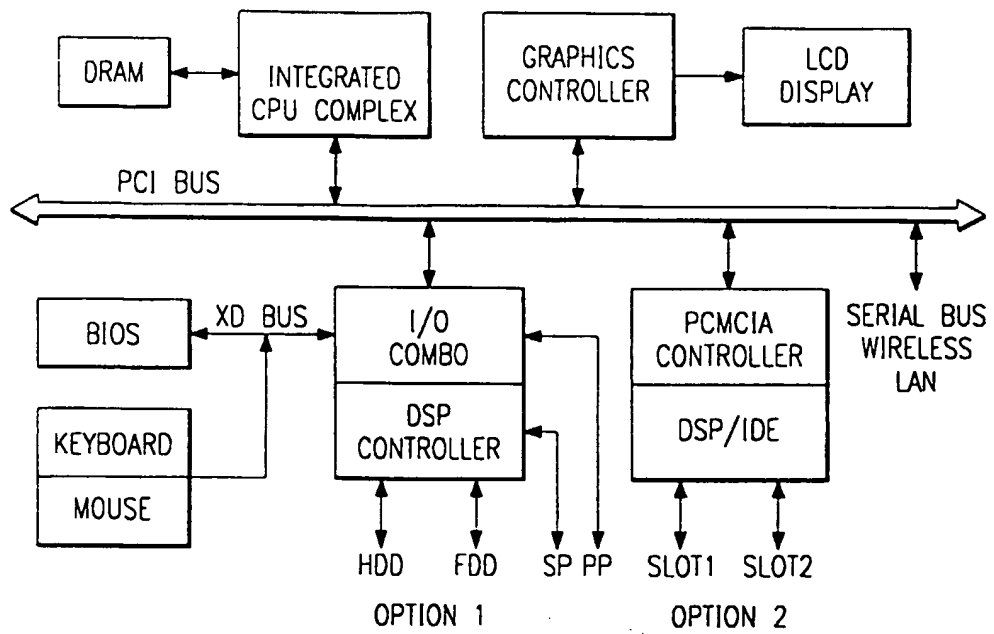 DRAM
INTEGRATED
CPU COMPLEX
GRAPHICS
CONTROLLER
LCD
DISPLAY
PCI BUS
BIOS
XD BUS
I/O
COMBO
PCMCIA
CONTROLLER
SERIAL BUS
WIRELESS
LAN
KEYBOARD
MOUSE
DSP
CONTROLLER
DSP/IDE
HDD
FDD
SP
PP
SLOT1
SLOT2
OPTION 1
OPTION 2